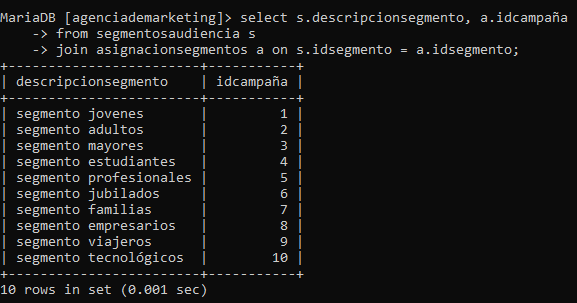 MariaDB [agenciademarketing]> select s.descripcionsegmento, a.idcampaña
    -> from segmentosaudiencia s
    -> join asignacionsegmentos a on s.idsegmento = a.idsegmento;
+----------------------+-----------+
| descripcionsegmento | idcampaña |
+----------------------+-----------+
| segmento jovenes | 1 |
| segmento adultos | 2 |
| segmento mayores | 3 |
| segmento estudiantes | 4 |
| segmento profesionales | 5 |
| segmento jubilados | 6 |
| segmento familias | 7 |
| segmento empresarios | 8 |
| segmento viajeros | 9 |
| segmento tecnológicos | 10 |
+----------------------+-----------+
10 rows in set (0.001 sec)